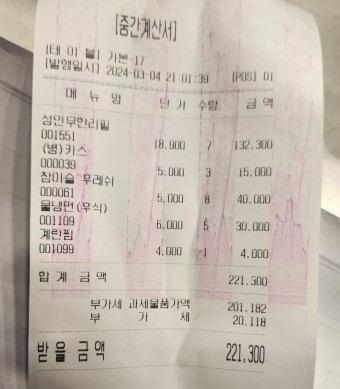 [중간계산서]
[테 이 블] 기본-17
[발행일시] 2024-03-04 21:01:39 [POS] 01
메 뉴 명 단 가 수량 금 액
성인무한리필
001551 18,900 7 132,300
(병)카스
000039 5,000 3 15,000
참이슬 후레쉬
000061 5,000 8 40,000
물냉면(후식)
001109 6,000 5 30,000
계란찜
001099 4,000 1 4,000
합 계 금 액 221,300
부가세 과세물품가액 201,182
부 가 세 20,118
받을 금액 221,300